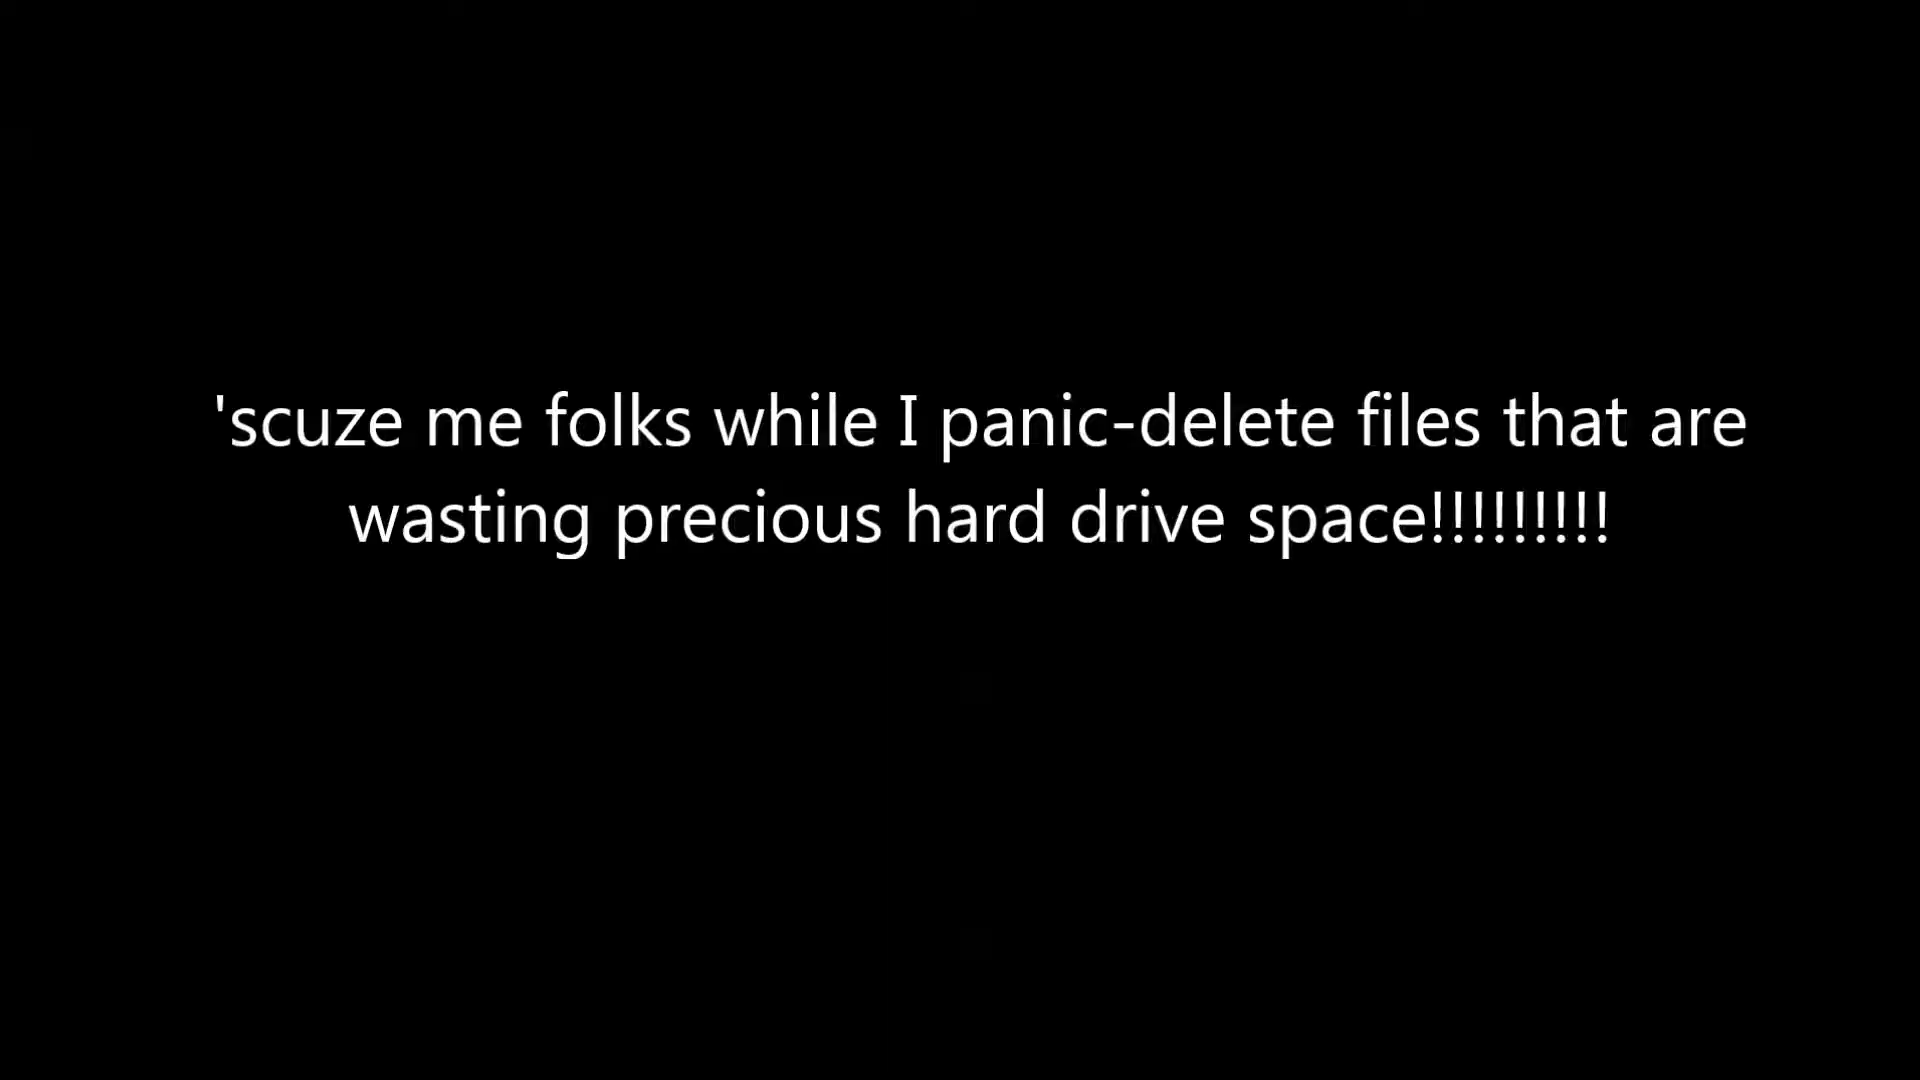 'scuze me folks while I panic-delete files that are
wasting precious hard drive space!!!!!!!!!